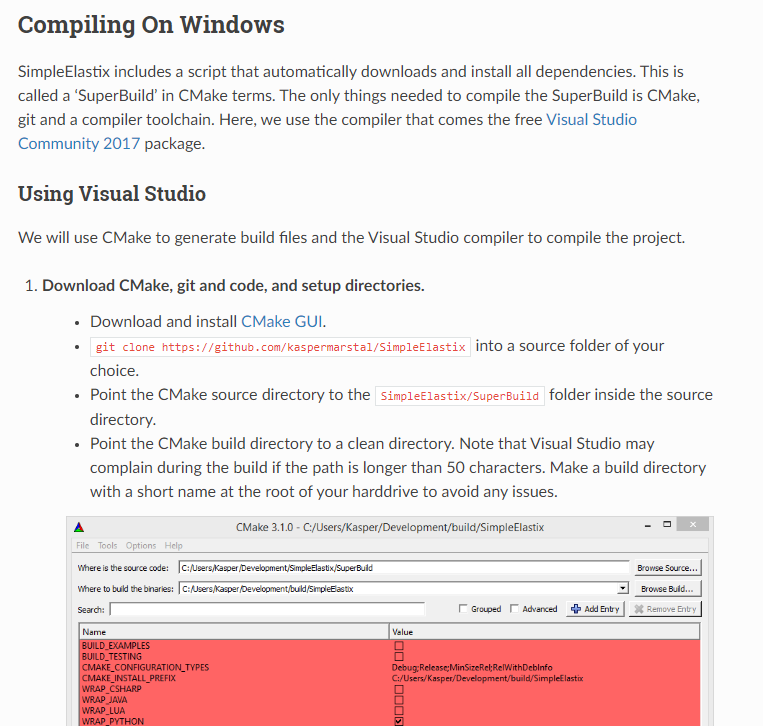 Compiling On Windows
SimpleElastix includes a script that automatically downloads and install all dependencies. This is
called a ‘SuperBuild’ in CMake terms. The only things needed to compile the SuperBuild is CMake,
git and a compiler toolchain. Here, we use the compiler that comes the free Visual Studio
Community 2017 package.
Using Visual Studio
We will use CMake to generate build files and the Visual Studio compiler to compile the project.
1. Download CMake, git and code, and setup directories.
• Download and install CMake GUI.
• git clone https://github.com/kaspermarstal/SimpleElastix into a source folder of your
choice.
• Point the CMake source directory to the SimpleElastix/SuperBuild folder inside the source
directory.
• Point the CMake build directory to a clean directory. Note that Visual Studio may
complain during the build if the path is longer than 50 characters. Make a build directory
with a short name at the root of your harddrive to avoid any issues.
CMake 3.1.0 - C:/Users/Kasper/Development/build/SimpleElastix
File Tools Options Help
Where is the source code: C:/Users/Kasper/Development/SimpleElastix/SuperBuild Browse Source...
Where to build the binaries: C:/Users/Kasper/Development/build/SimpleElastix Browse Build...
Search: Grouped Advanced Add Entry Remove Entry
Name Value
BUILD_EXAMPLES
BUILD_TESTING
CMAKE_CONFIGURATION_TYPES Debug;Release;MinSizeRel;RelWithDebInfo
CMAKE_INSTALL_PREFIX C:/Users/Kasper/Development/build/SimpleElastix
WRAP_CSHARP
WRAP_JAVA
WRAP_LUA
WRAP_PYTHON